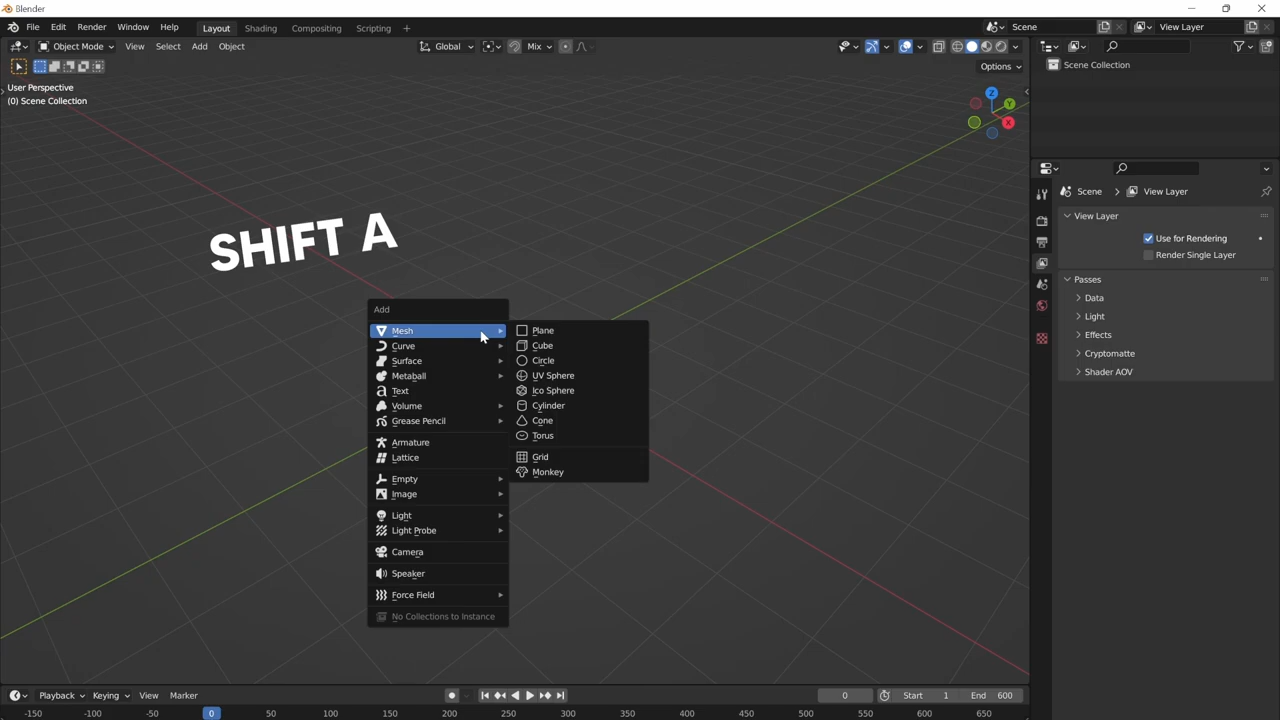 Blender
File Edit Render Window Help Layout Shading Compositing Scripting + Scene View Layer
Object Mode View Select Add Object Global Mix
Options
User Perspective
(0) Scene Collection
Z
Y
X
SHIFT A
Add
Mesh
Curve
Surface
Metaball
Text
Volume
Grease Pencil
Armature
Lattice
Empty
Image
Light
Light Probe
Camera
Speaker
Force Field
No Collections to Instance
Plane
Cube
Circle
UV Sphere
Ico Sphere
Cylinder
Cone
Torus
Grid
Monkey
Scene Collection
Scene > View Layer
View Layer
Use for Rendering
Render Single Layer
Passes
Data
Light
Effects
Cryptomatte
Shader AOV
Playback Keying View Marker 0 Start 1 End 600
-150 -100 -50 0 50 100 150 200 250 300 350 400 450 500 550 600 650